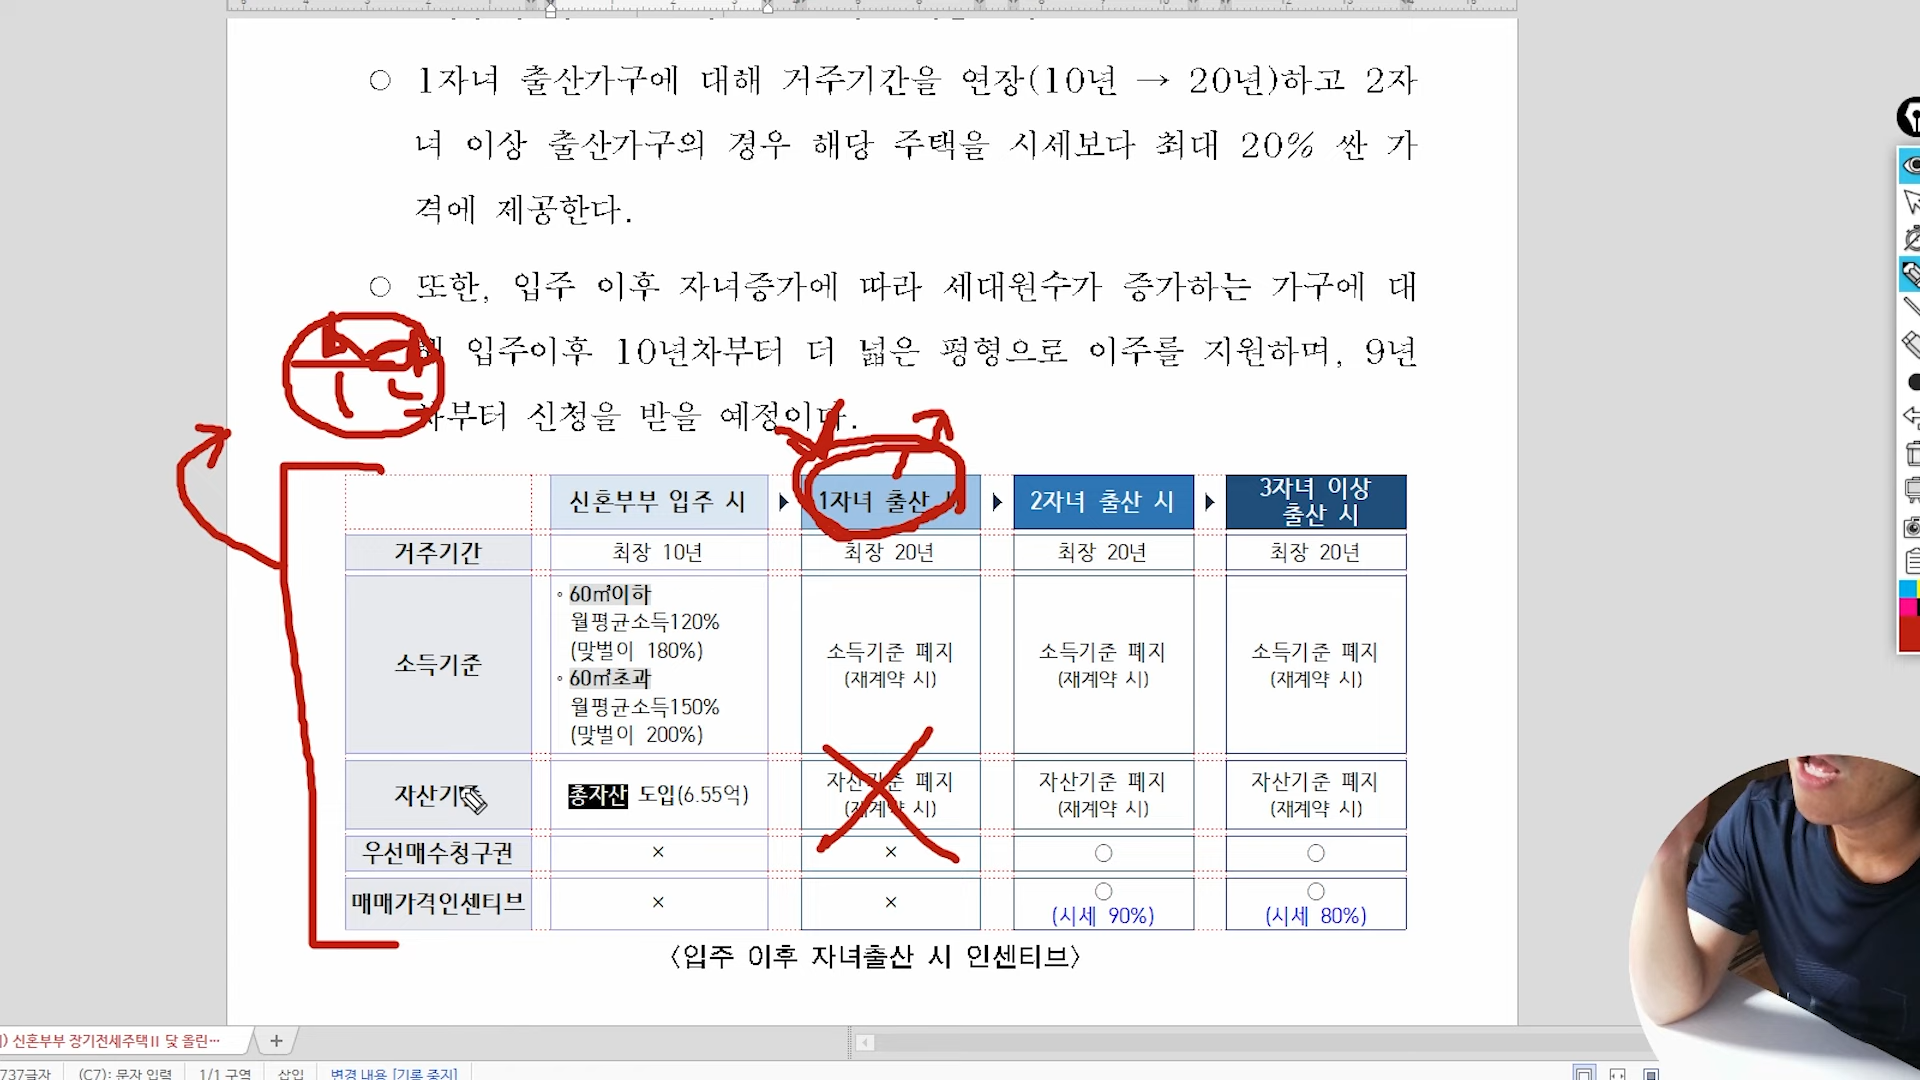 ○ 1자녀 출산가구에 대해 거주기간을 연장(10년 → 20년)하고 2자
녀 이상 출산가구의 경우 해당 주택을 시세보다 최대 20% 싼 가
격에 제공한다.
○ 또한, 입주 이후 자녀증가에 따라 세대원수가 증가하는 가구에 대
입주이후 10년차부터 더 넓은 평형으로 이주를 지원하며, 9년
차부터 신청을 받을 예정이다.
신혼부부 입주 시 ▶ 1자녀 출산 시 ▶ 2자녀 출산 시 ▶ 3자녀 이상
출산 시
거주기간 최장 10년 최장 20년 최장 20년 최장 20년
소득기준
◦ 60㎡이하
월평균소득120%
(맞벌이 180%)
◦ 60㎡초과
월평균소득150%
(맞벌이 200%)
소득기준 폐지
(재계약 시)
소득기준 폐지
(재계약 시)
소득기준 폐지
(재계약 시)
자산기준 총자산 도입(6.55억)
자산기준 폐지
(재계약 시)
자산기준 폐지
(재계약 시)
자산기준 폐지
(재계약 시)
우선매수청구권 × × ○ ○
매매가격인센티브 × × ○ ○
(시세 90%) (시세 80%)
<입주 이후 자녀출산 시 인센티브>
) 신혼부부 장기전세주택Ⅱ 닻 올린…
737글자 (C7): 문자 입력 1/1 구역 삽입 변경 내용 [기록 중지]